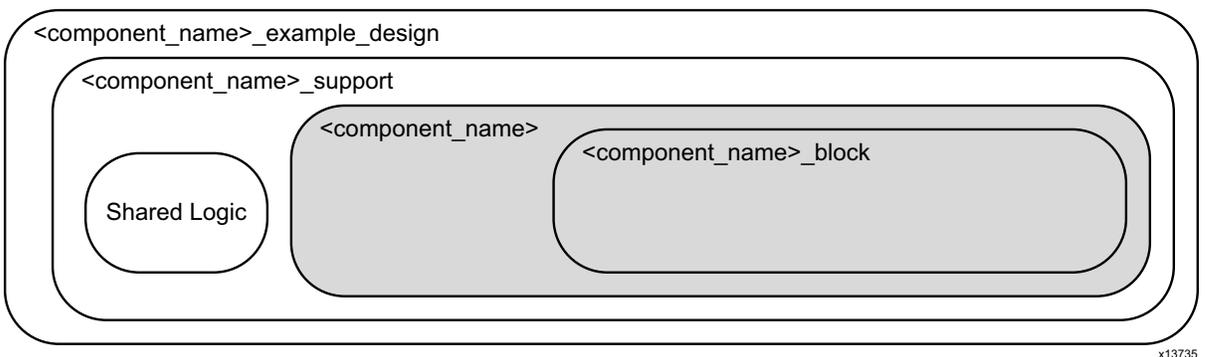 <component_name>_example_design
<component_name>_support
<component_name>
<component_name>_block
Shared Logic
x13735